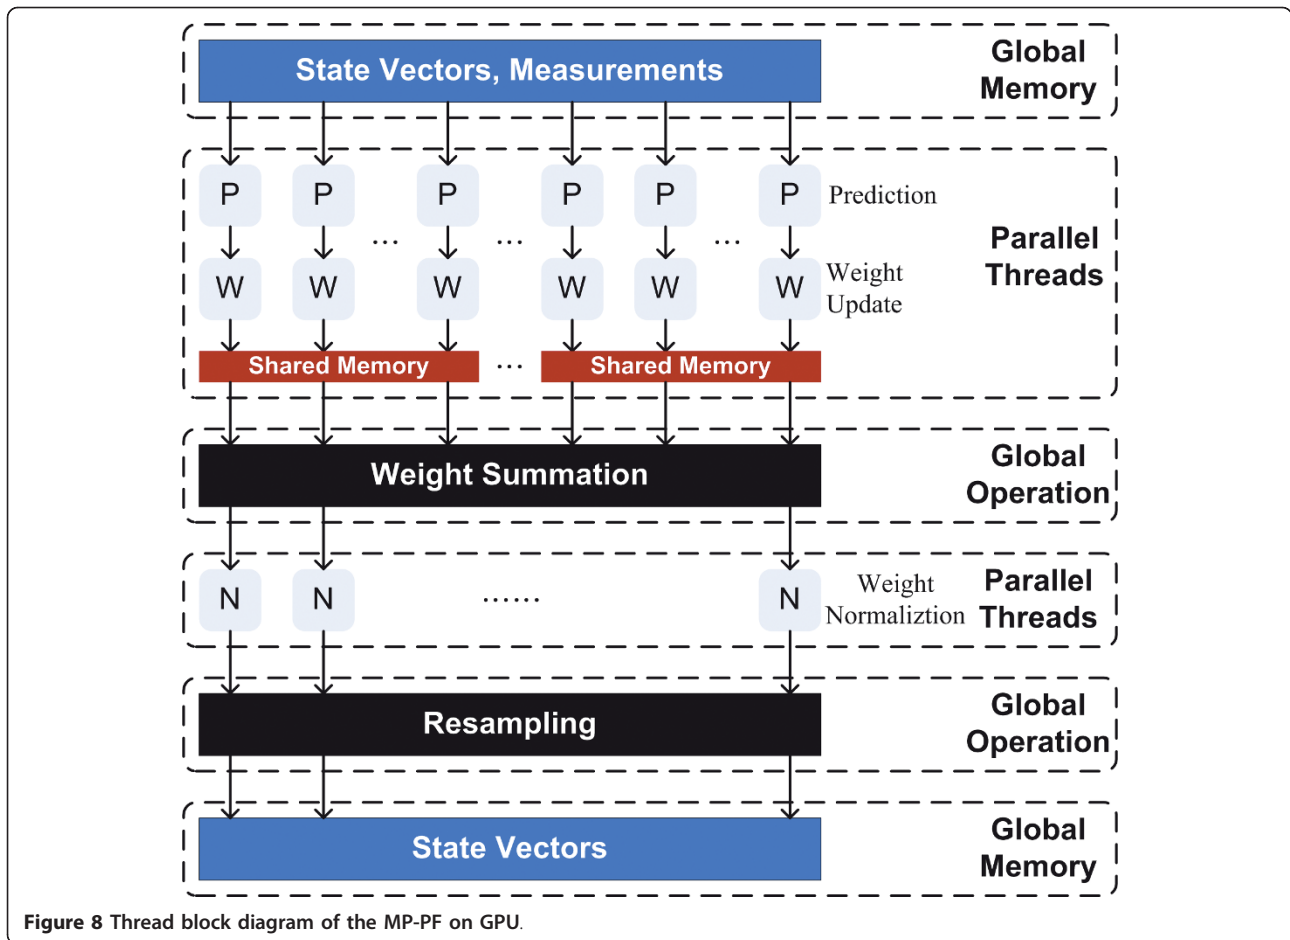 State Vectors, Measurements
Global
Memory
P P P P P P
Prediction
... ... ...
Parallel
Threads
W W W W W W
Weight
Update
Shared Memory ... Shared Memory
Weight Summation
Global
Operation
N N ...... N
Weight
Normaliztion
Parallel
Threads
Resampling
Global
Operation
State Vectors
Global
Memory
Figure 8 Thread block diagram of the MP-PF on GPU.